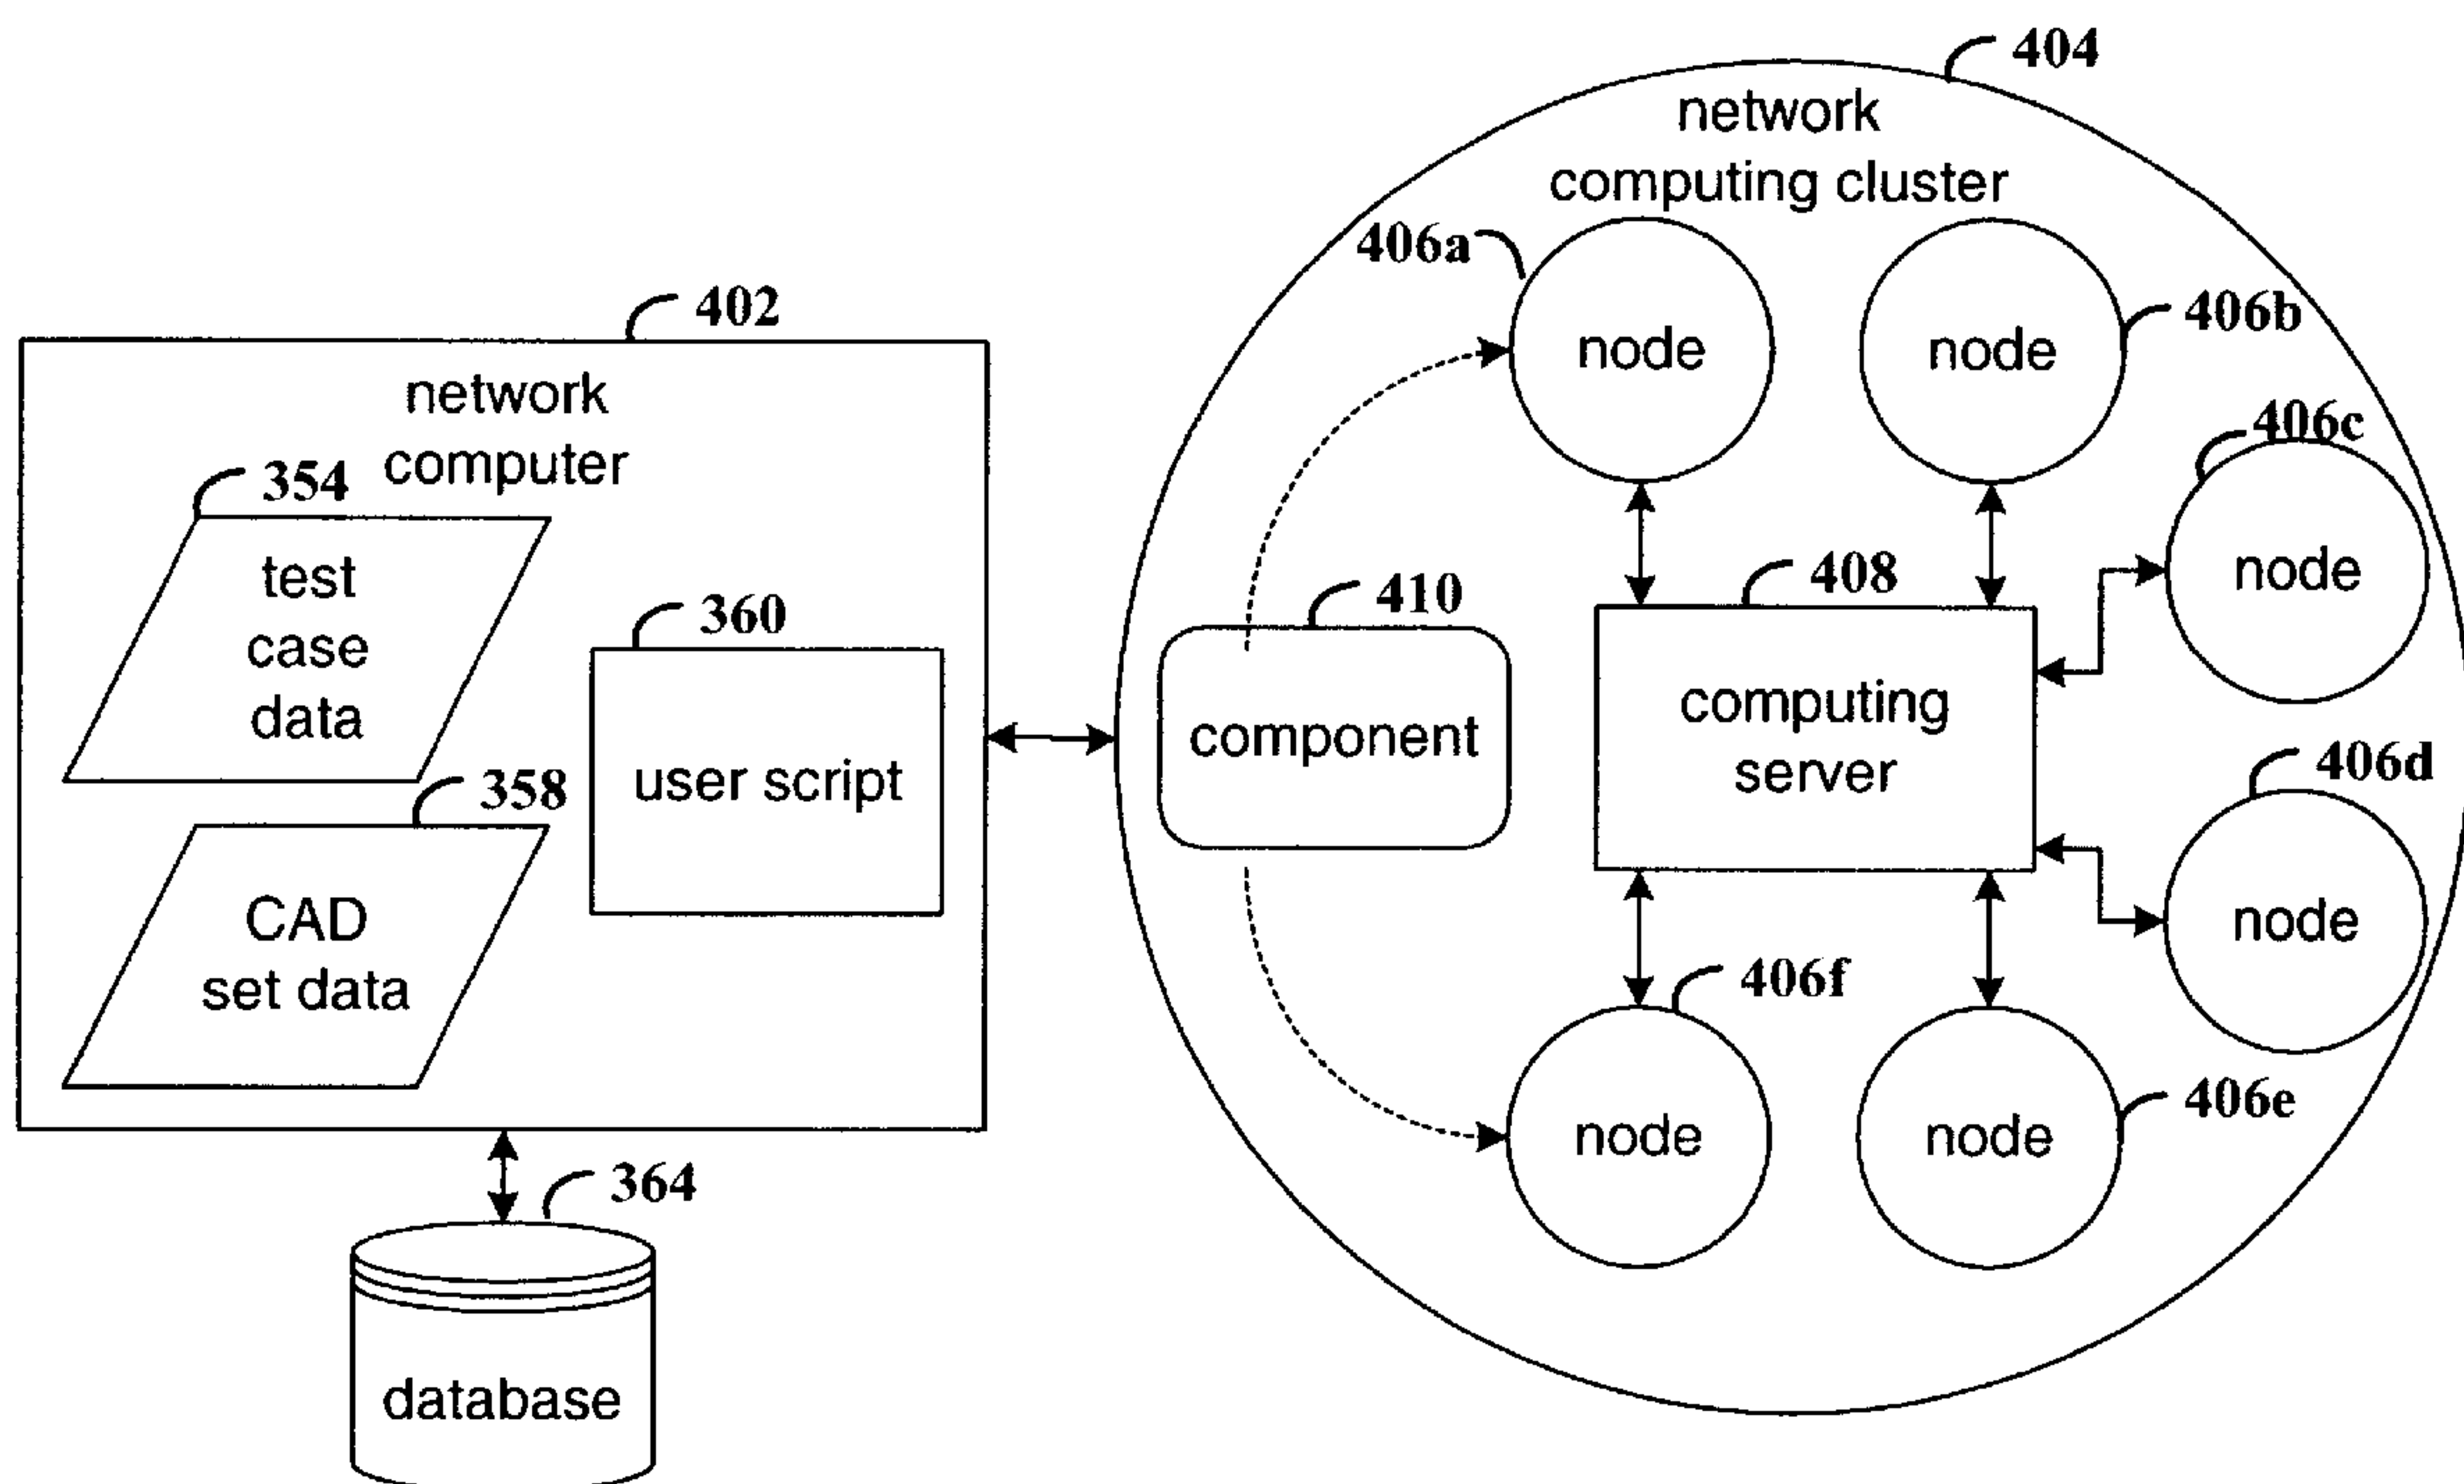 404
network
computing cluster
406a
node
node
406b
402
network
computer
354
test
case
data
360
user script
358
CAD
set data
406c
node
410
component
408
computing
server
406d
node
406f
node
node
406e
364
database